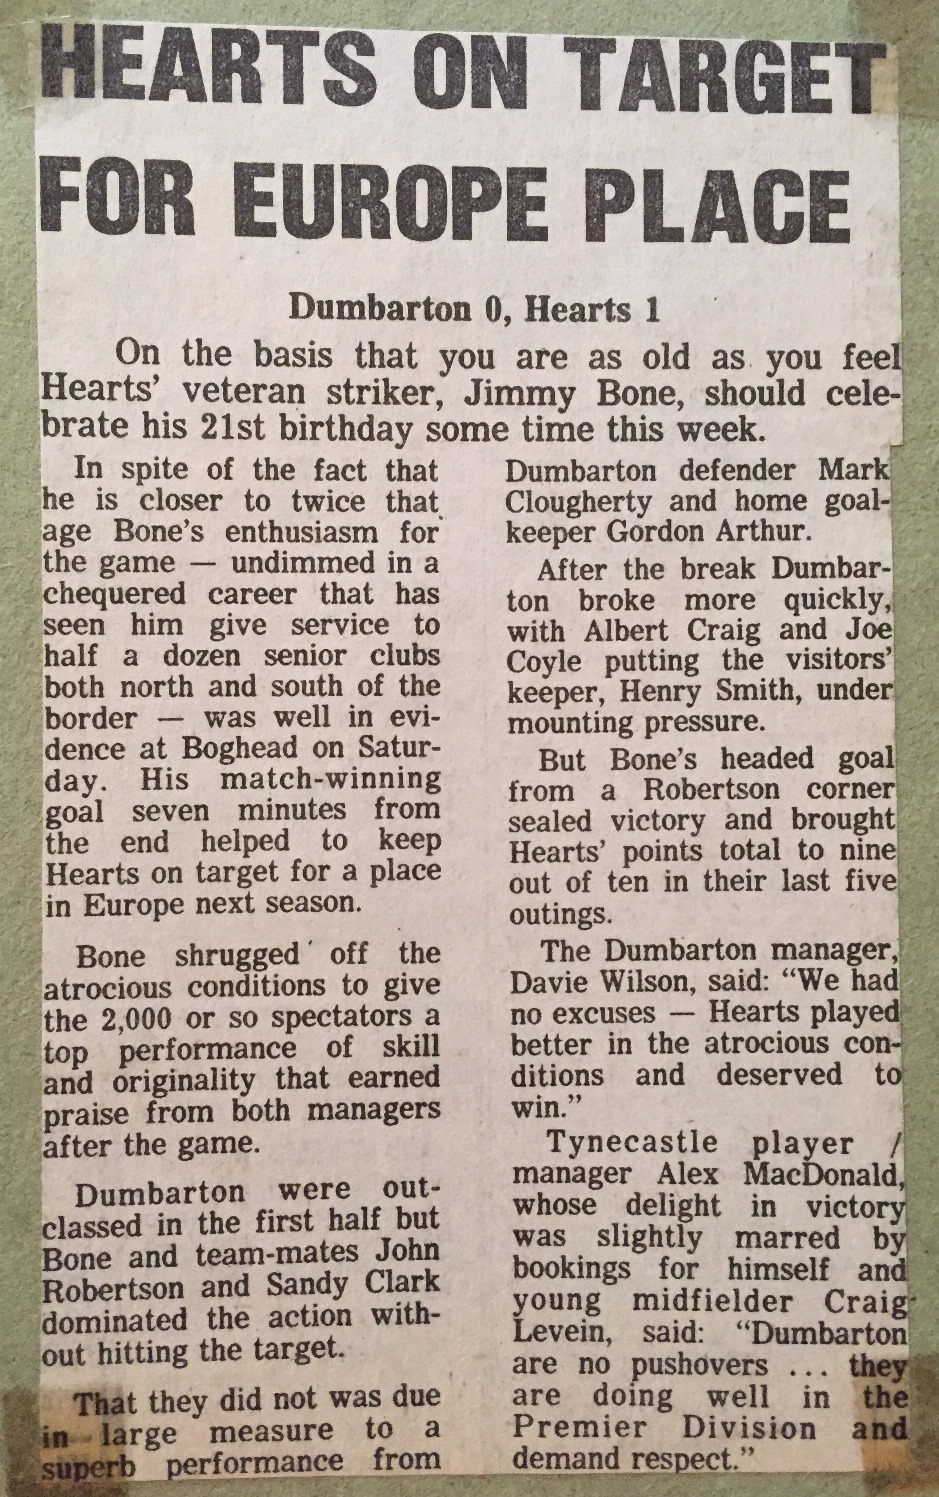 HEARTS ON TARGET
FOR EUROPE PLACE
Dumbarton 0, Hearts 1
On the basis that you are as old as you feel
Hearts' veteran striker, Jimmy Bone, should cele-
brate his 21st birthday some time this week.
In spite of the fact that
he is closer to twice that
age Bone's enthusiasm for
the game — undimmed in a
chequered career that has
seen him give service to
half a dozen senior clubs
both north and south of the
border — was well in evi-
dence at Boghead on Satur-
day. His match-winning
goal seven minutes from
the end helped to keep
Hearts on target for a place
in Europe next season.
Bone shrugged off the
atrocious conditions to give
the 2,000 or so spectators a
top performance of skill
and originality that earned
praise from both managers
after the game.
Dumbarton were out-
classed in the first half but
Bone and team-mates John
Robertson and Sandy Clark
dominated the action with-
out hitting the target.
That they did not was due
in large measure to a
superb performance from
Dumbarton defender Mark
Clougherty and home goal-
keeper Gordon Arthur.
After the break Dumbar-
ton broke more quickly,
with Albert Craig and Joe
Coyle putting the visitors'
keeper, Henry Smith, under
mounting pressure.
But Bone's headed goal
from a Robertson corner
sealed victory and brought
Hearts' points total to nine
out of ten in their last five
outings.
The Dumbarton manager,
Davie Wilson, said: "We had
no excuses — Hearts played
better in the atrocious con-
ditions and deserved to
win."
Tynecastle player /
manager Alex MacDonald,
whose delight in victory
was slightly marred by
bookings for himself and
young midfielder Craig
Levein, said: "Dumbarton
are no pushovers ... they
are doing well in the
Premier Division and
demand respect."